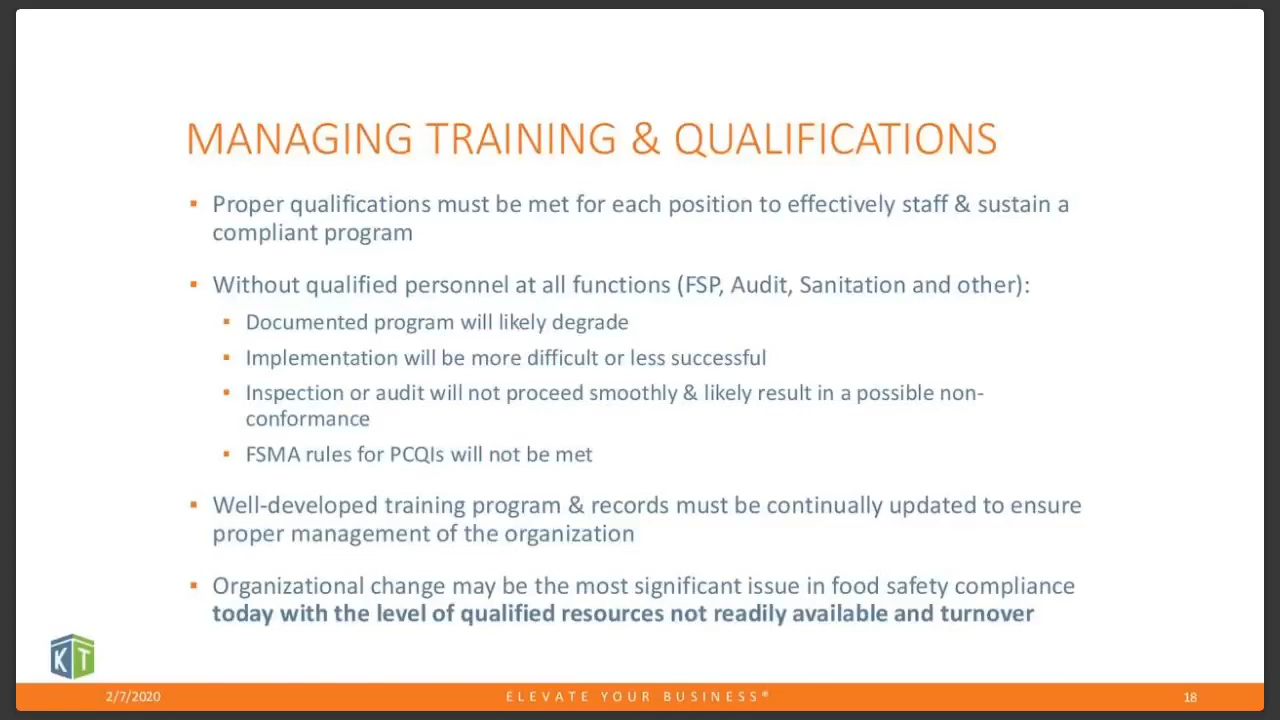 MANAGING TRAINING & QUALIFICATIONS
▪ Proper qualifications must be met for each position to effectively staff & sustain a
compliant program
▪ Without qualified personnel at all functions (FSP, Audit, Sanitation and other):
▪ Documented program will likely degrade
▪ Implementation will be more difficult or less successful
▪ Inspection or audit will not proceed smoothly & likely result in a possible non-
conformance
▪ FSMA rules for PCQIs will not be met
▪ Well-developed training program & records must be continually updated to ensure
proper management of the organization
▪ Organizational change may be the most significant issue in food safety compliance
today with the level of qualified resources not readily available and turnover
KT
2/7/2020
ELEVATE YOUR BUSINESS®
18